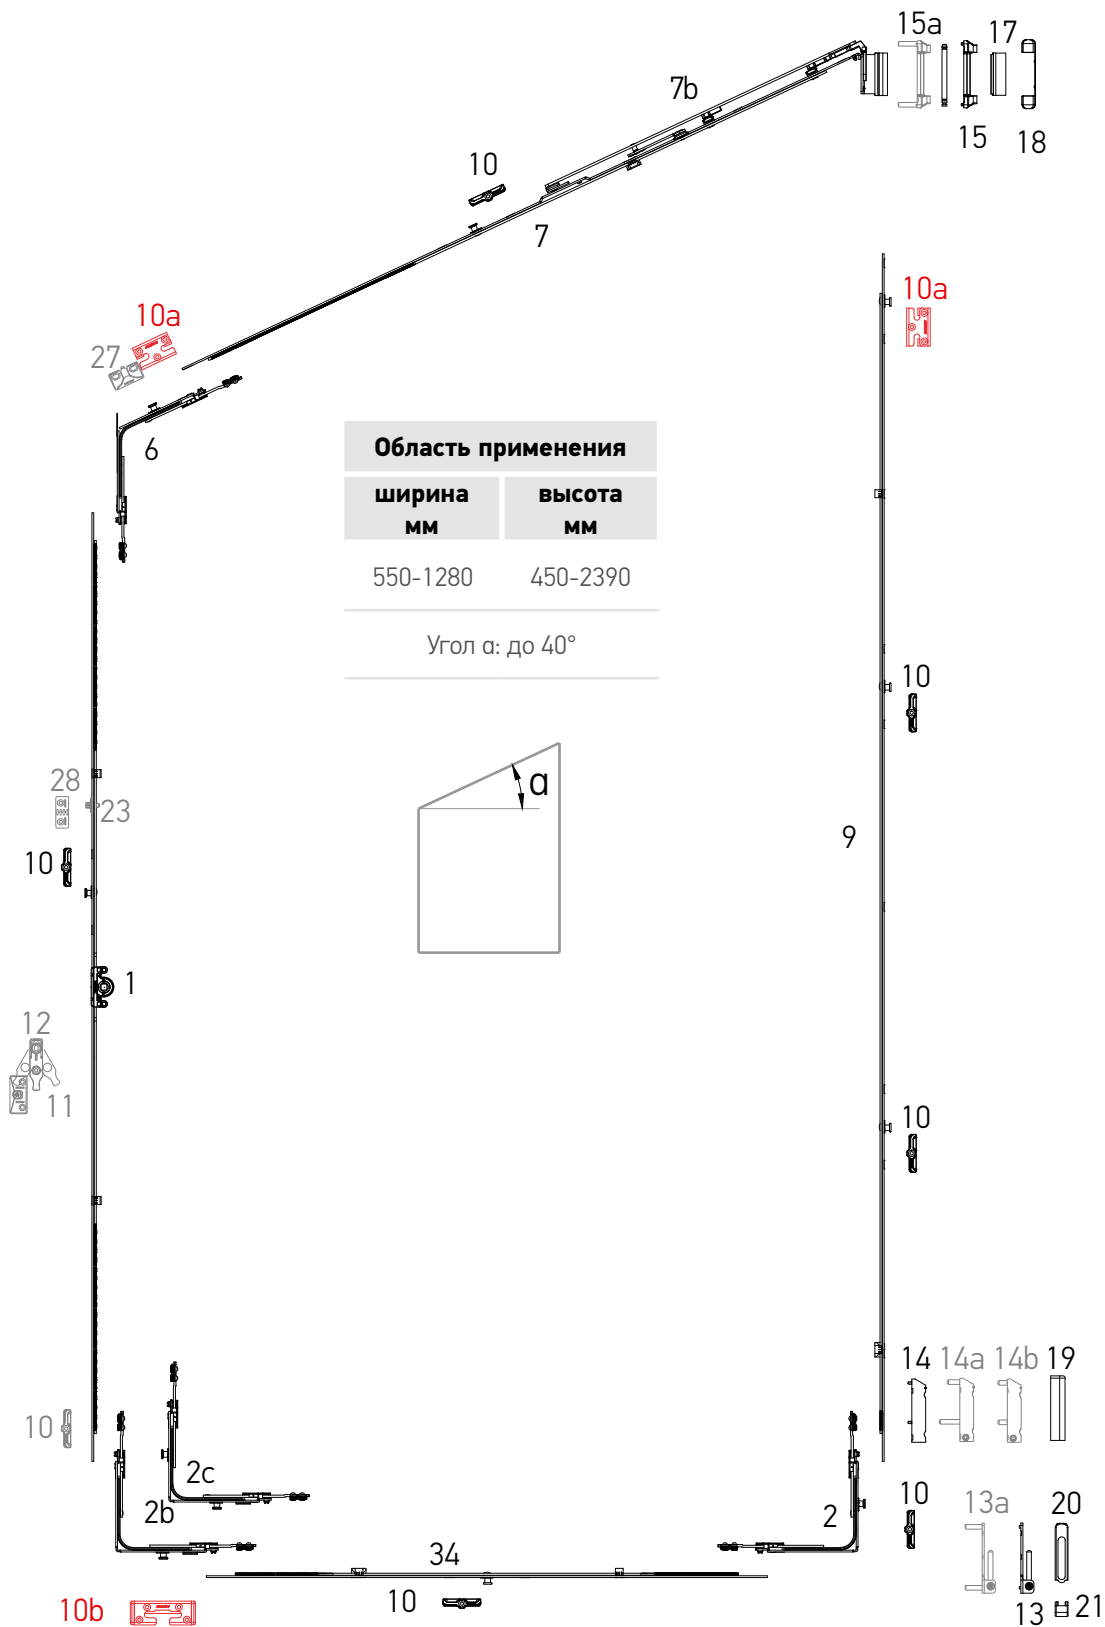 15a
17
7b
15
18
10
7
10a
10a
27
6
Область применения
ширина
мм
высота
мм
550-1280
450-2390
Угол α: до 40°
10
28
23
a
10
9
1
12
11
10
14
14a
14b
19
10
2c
2b
2
10
13a
20
34
10
10b
13
21